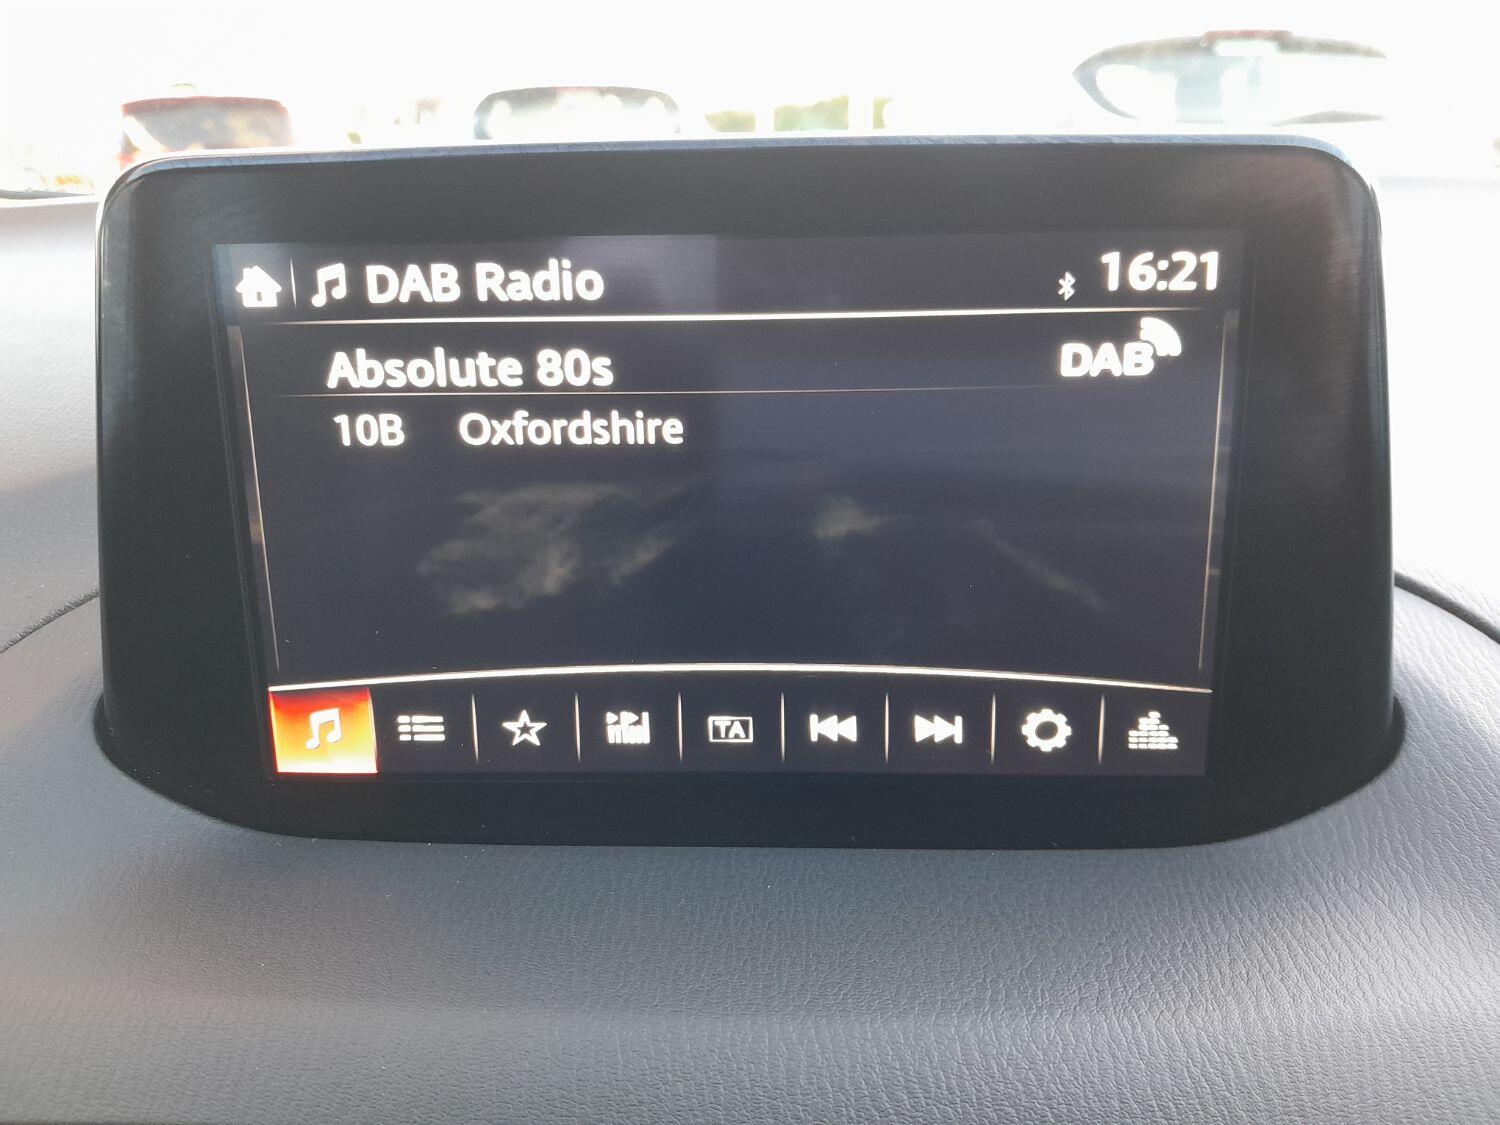 DAB Radio 16:21
Absolute 80s DAB
10B Oxfordshire
TA